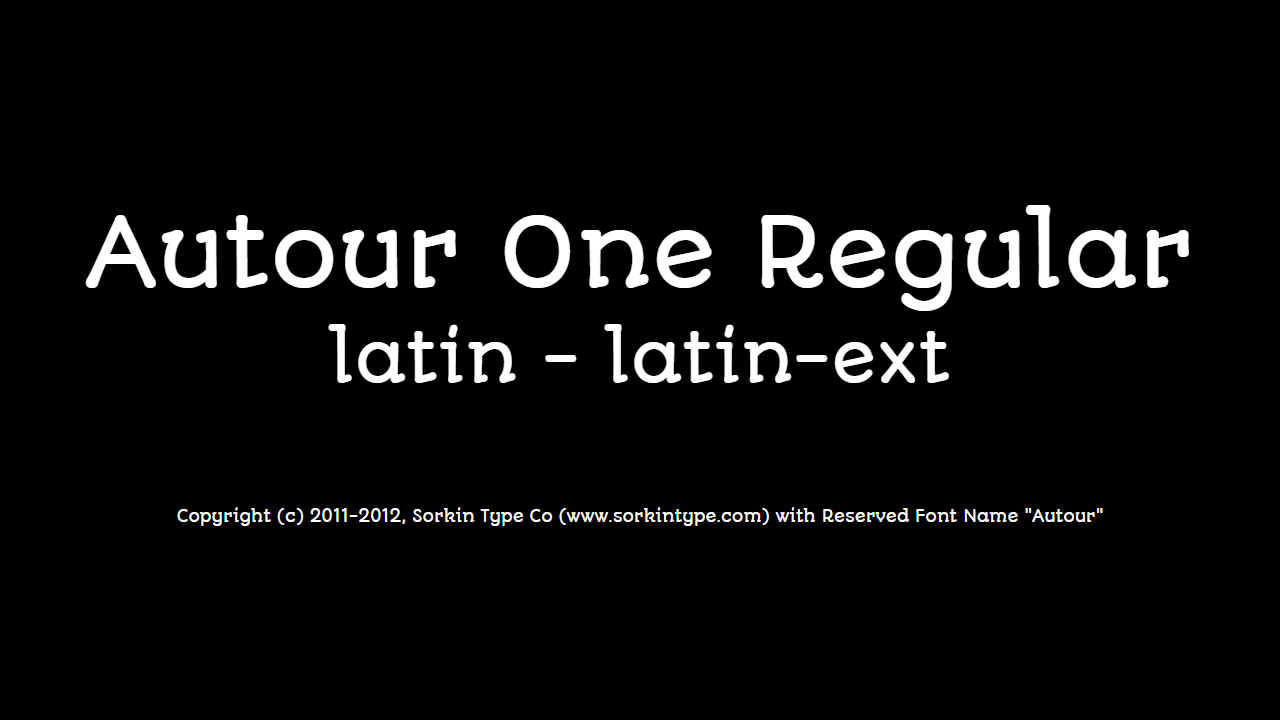 Autour One Regular
latin - latin-ext
Copyright (c) 2011-2012, Sorkin Type Co (www.sorkintype.com) with Reserved Font Name "Autour"